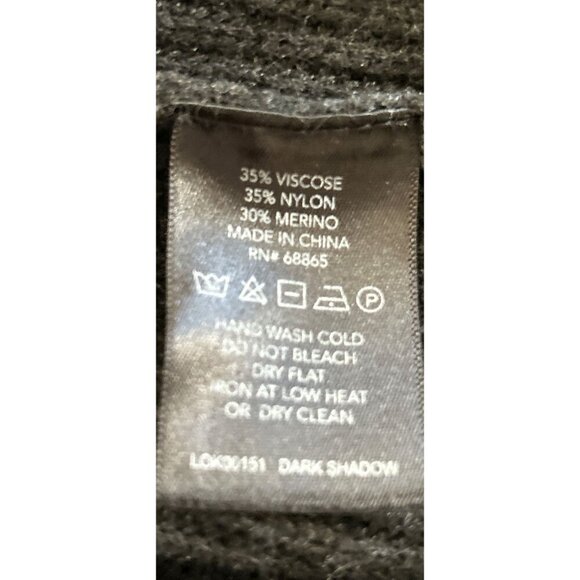 35% VISCOSE
35% NYLON
30% MERINO
MADE IN CHINA
RN# 68865
P
HAND WASH COLD
DO NOT BLEACH
DRY FLAT
IRON AT LOW HEAT
OR DRY CLEAN
DARK SHADOW